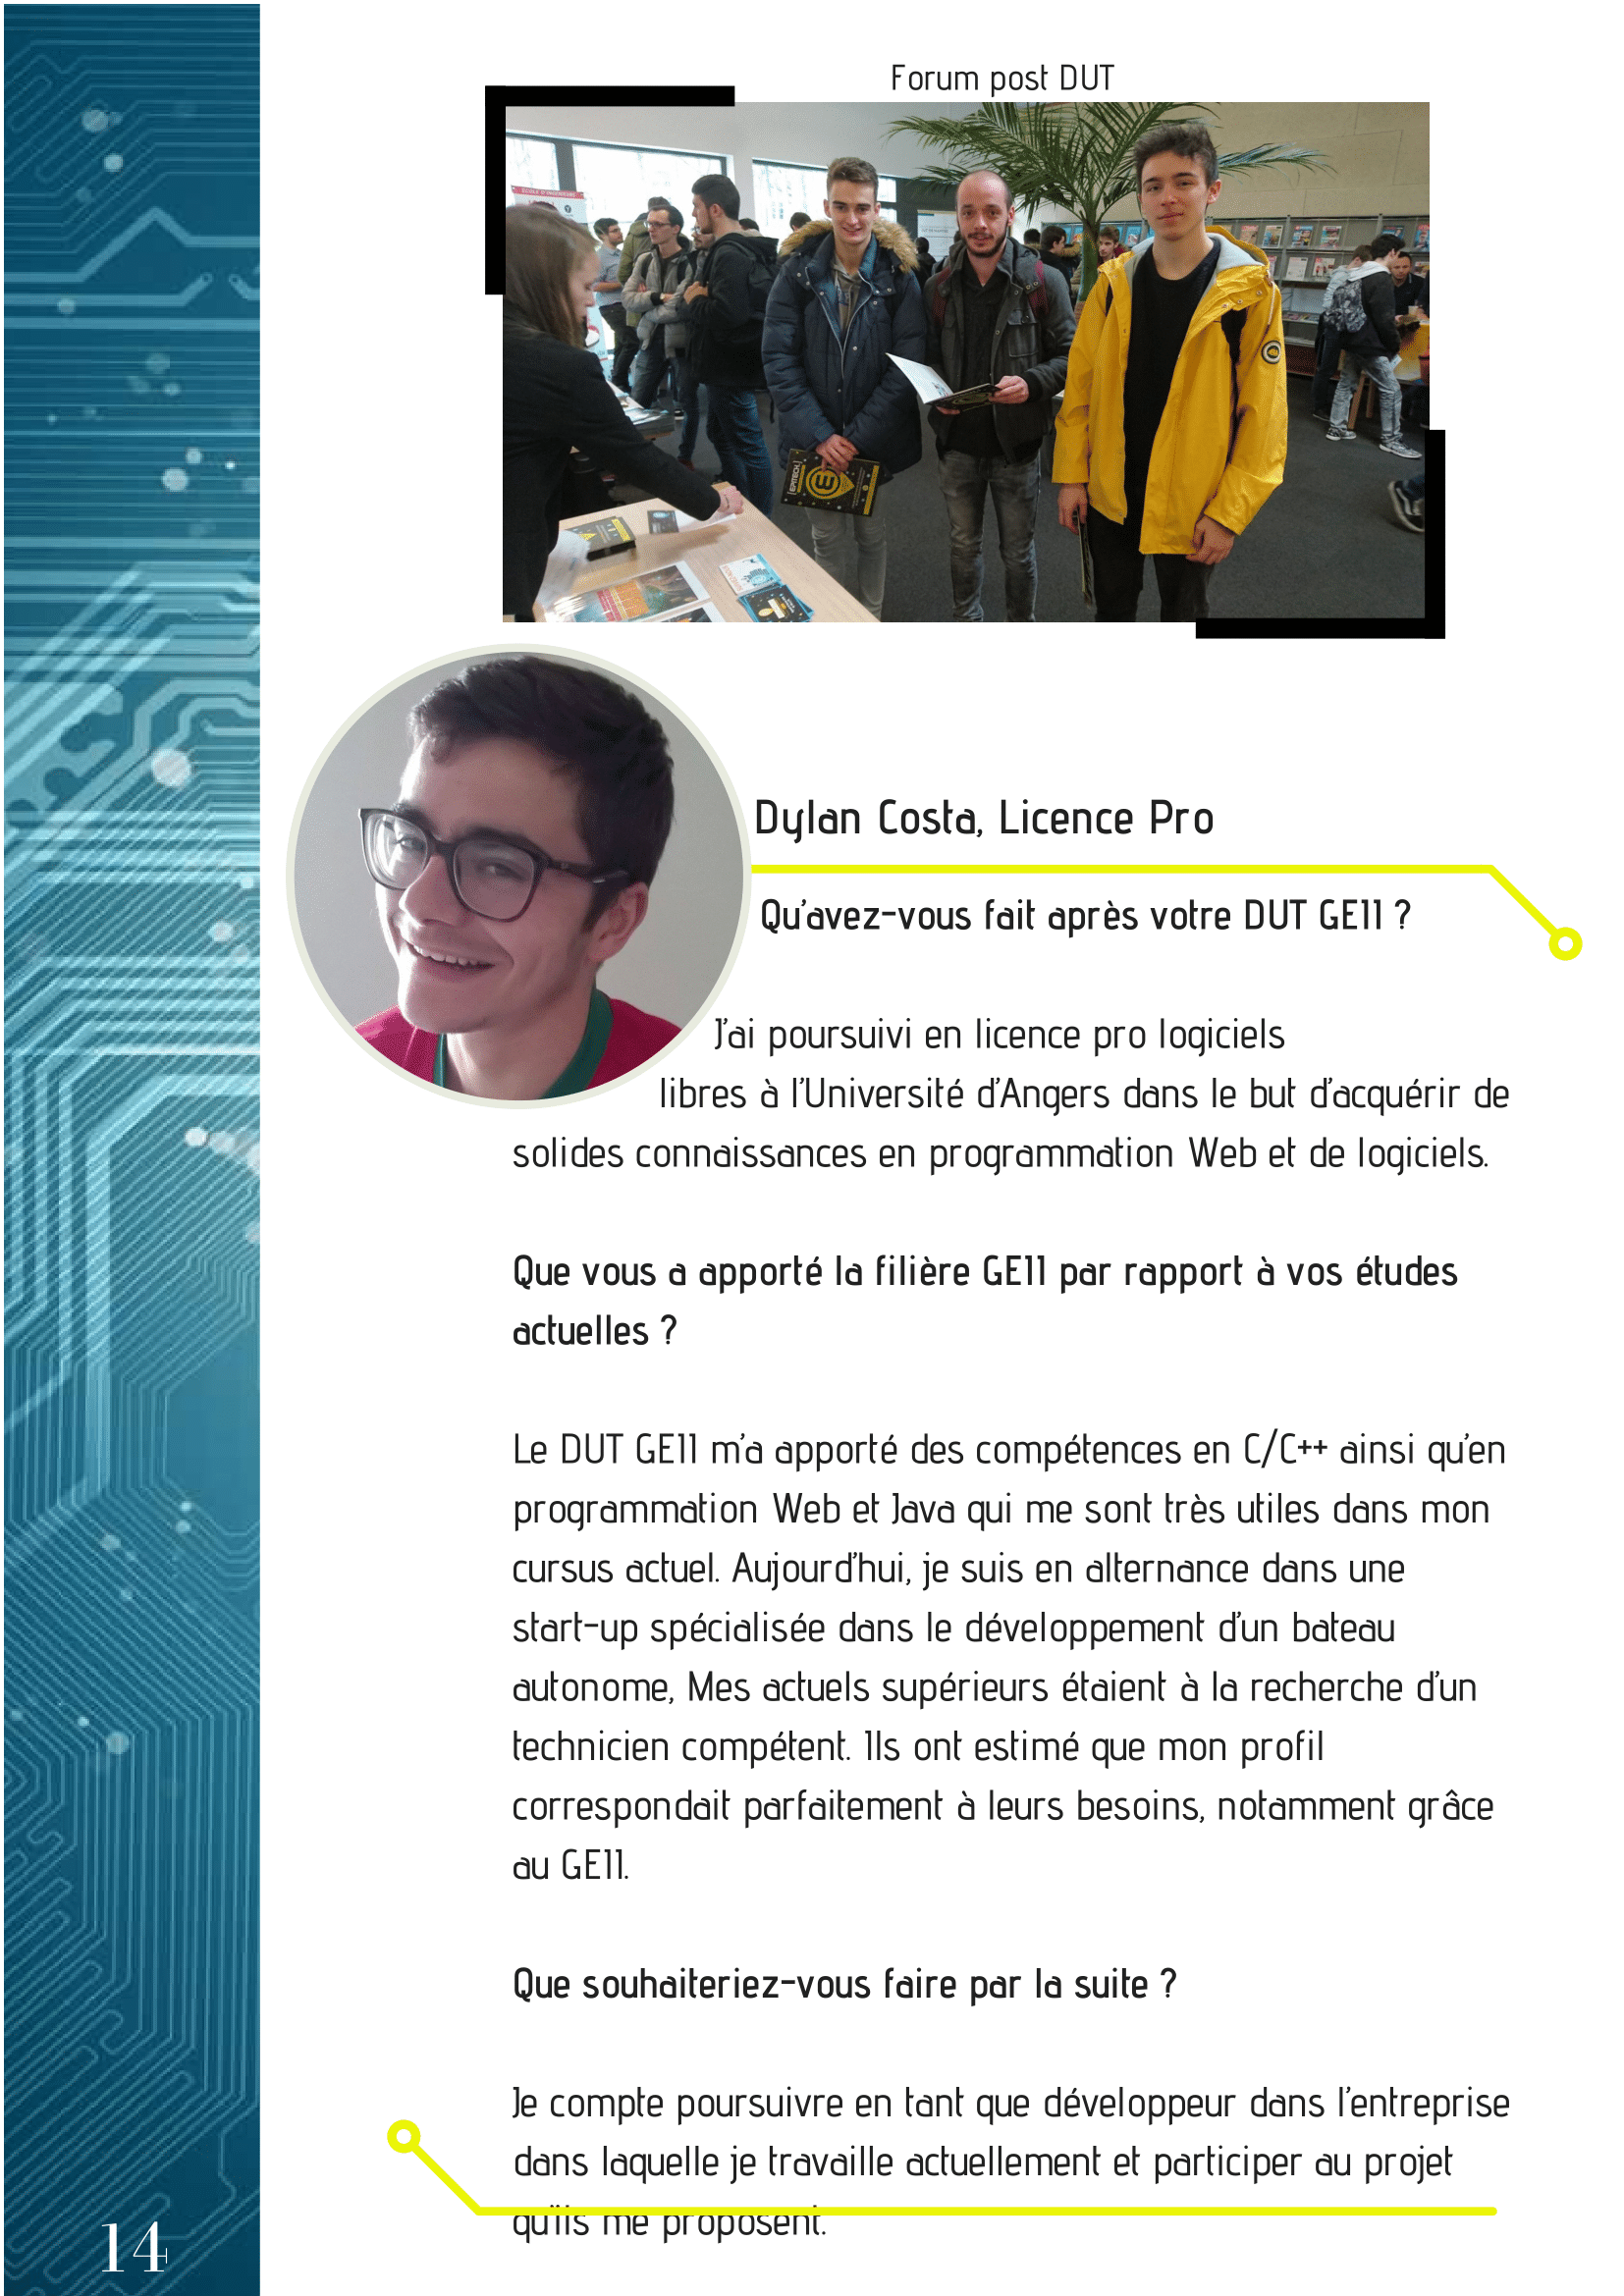 Forum post DUT
ECOLE D'INGENIEURS
[EPITECH]
Dylan Costa, Licence Pro
Qu'avez-vous fait après votre DUT GEII ?
J'ai poursuivi en licence pro logiciels
libres à l'Université d'Angers dans le but d'acquérir de
solides connaissances en programmation Web et de logiciels.
Que vous a apporté la filière GEII par rapport à vos études
actuelles ?
Le DUT GEII m'a apporté des compétences en C/C++ ainsi qu'en
programmation Web et Java qui me sont très utiles dans mon
cursus actuel. Aujourd'hui, je suis en alternance dans une
start-up spécialisée dans le développement d'un bateau
autonome, Mes actuels supérieurs étaient à la recherche d'un
technicien compétent. Ils ont estimé que mon profil
correspondait parfaitement à leurs besoins, notamment grâce
au GEII.
Que souhaiteriez-vous faire par la suite ?
Je compte poursuivre en tant que développeur dans l'entreprise
dans laquelle je travaille actuellement et participer au projet
qu'ils me proposent.
14